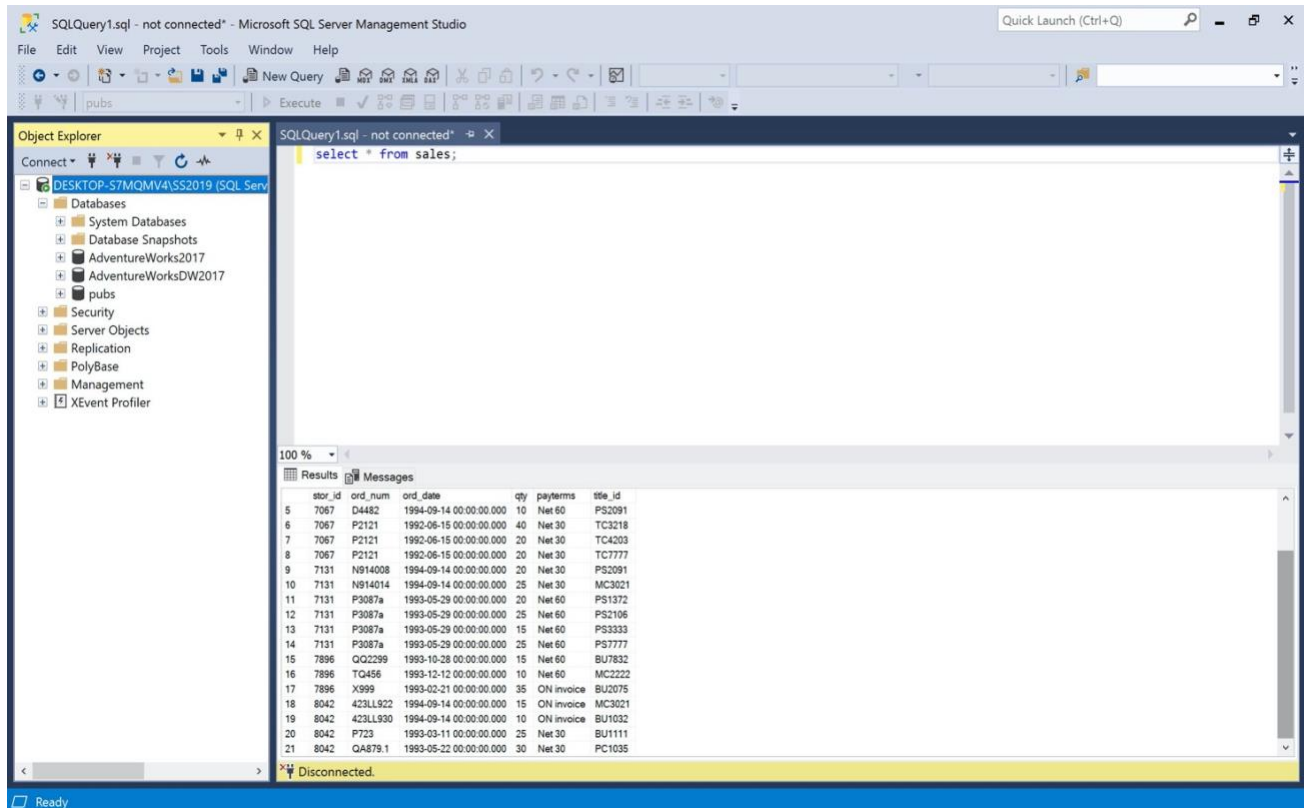 SQLQuery1.sql - not connected* - Microsoft SQL Server Management Studio
Quick Launch (Ctrl+Q)
File Edit View Project Tools Window Help
New Query MDX DMX XMLA DAX
pubs Execute
Object Explorer
Connect
DESKTOP-S7MQMV4\SS2019 (SQL Serv
Databases
System Databases
Database Snapshots
AdventureWorks2017
AdventureWorksDW2017
pubs
Security
Server Objects
Replication
PolyBase
Management
XEvent Profiler
SQLQuery1.sql - not connected*
select * from sales;
100 %
Results Messages
stor_id ord_num ord_date qty payterms title_id
5 7067 D4482 1994-09-14 00:00:00.000 10 Net 60 PS2091
6 7067 P2121 1992-06-15 00:00:00.000 40 Net 30 TC3218
7 7067 P2121 1992-06-15 00:00:00.000 20 Net 30 TC4203
8 7067 P2121 1992-06-15 00:00:00.000 20 Net 30 TC7777
9 7131 N914008 1994-09-14 00:00:00.000 20 Net 30 PS2091
10 7131 N914014 1994-09-14 00:00:00.000 25 Net 30 MC3021
11 7131 P3087a 1993-05-29 00:00:00.000 20 Net 60 PS1372
12 7131 P3087a 1993-05-29 00:00:00.000 25 Net 60 PS2106
13 7131 P3087a 1993-05-29 00:00:00.000 15 Net 60 PS3333
14 7131 P3087a 1993-05-29 00:00:00.000 25 Net 60 PS7777
15 7896 QQ2299 1993-10-28 00:00:00.000 15 Net 60 BU7832
16 7896 TQ456 1993-12-12 00:00:00.000 10 Net 60 MC2222
17 7896 X999 1993-02-21 00:00:00.000 35 ON invoice BU2075
18 8042 423LL922 1994-09-14 00:00:00.000 15 ON invoice MC3021
19 8042 423LL930 1994-09-14 00:00:00.000 10 ON invoice BU1032
20 8042 P723 1993-03-11 00:00:00.000 25 Net 30 BU1111
21 8042 QA879.1 1993-05-22 00:00:00.000 30 Net 30 PC1035
Disconnected.
Ready